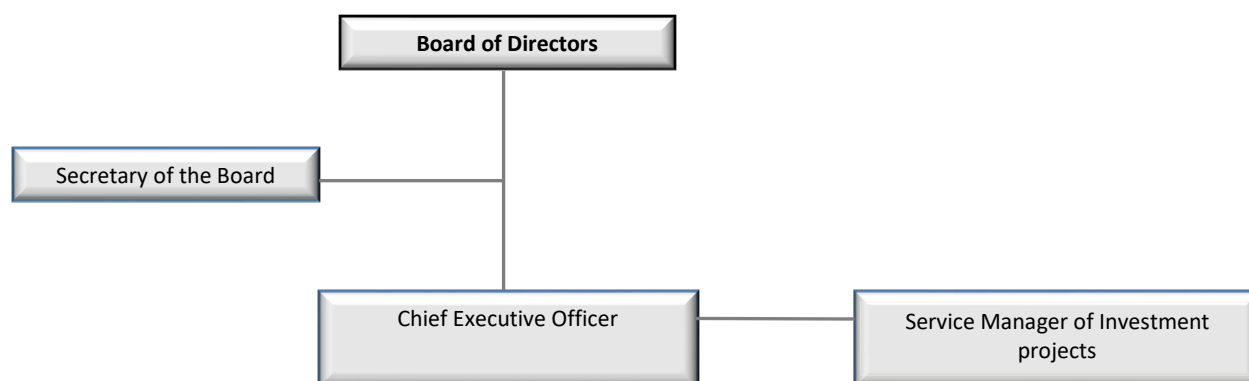 Board of Directors
Secretary of the Board
Chief Executive Officer
Service Manager of Investment
projects